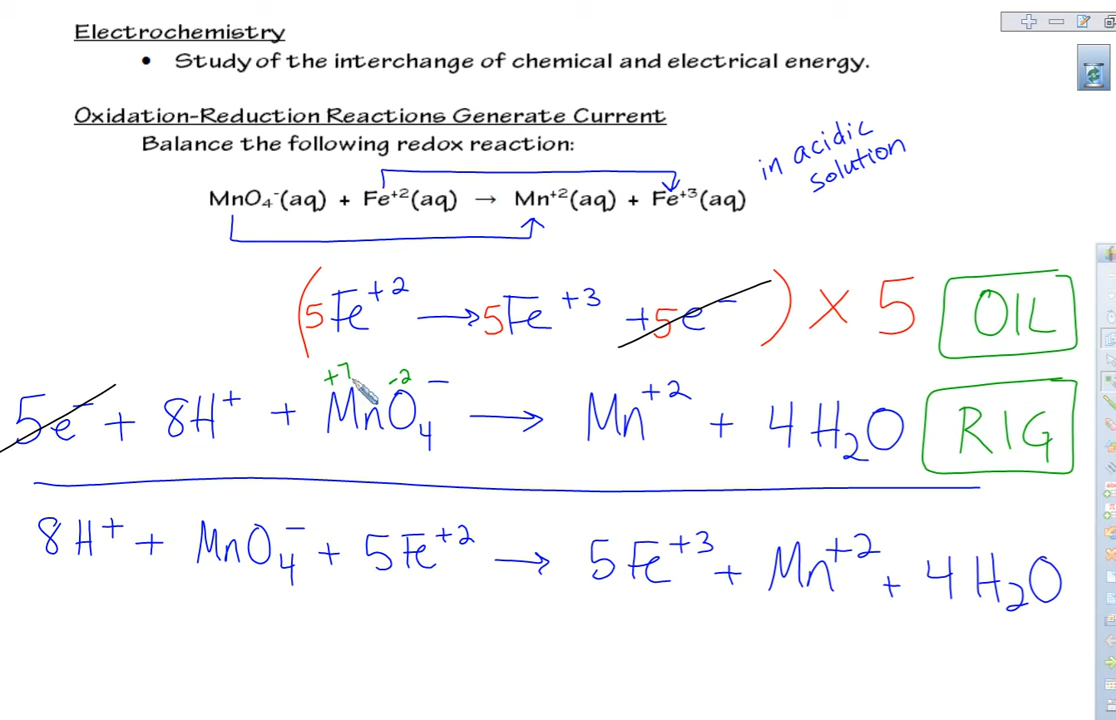 Electrochemistry
• Study of the interchange of chemical and electrical energy.
Oxidation-Reduction Reactions Generate Current
Balance the following redox reaction:
in acidic
solution
MnO₄⁻(aq) + Fe⁺²(aq) → Mn⁺²(aq) + Fe⁺³(aq)
(5Fe⁺² → 5Fe⁺³ + 5e⁻) × 5 OIL
+7 -2
5e⁻ + 8H⁺ + MnO₄⁻ → Mn⁺² + 4H₂O RIG
8H⁺ + MnO₄⁻ + 5Fe⁺² → 5Fe⁺³ + Mn⁺² + 4H₂O